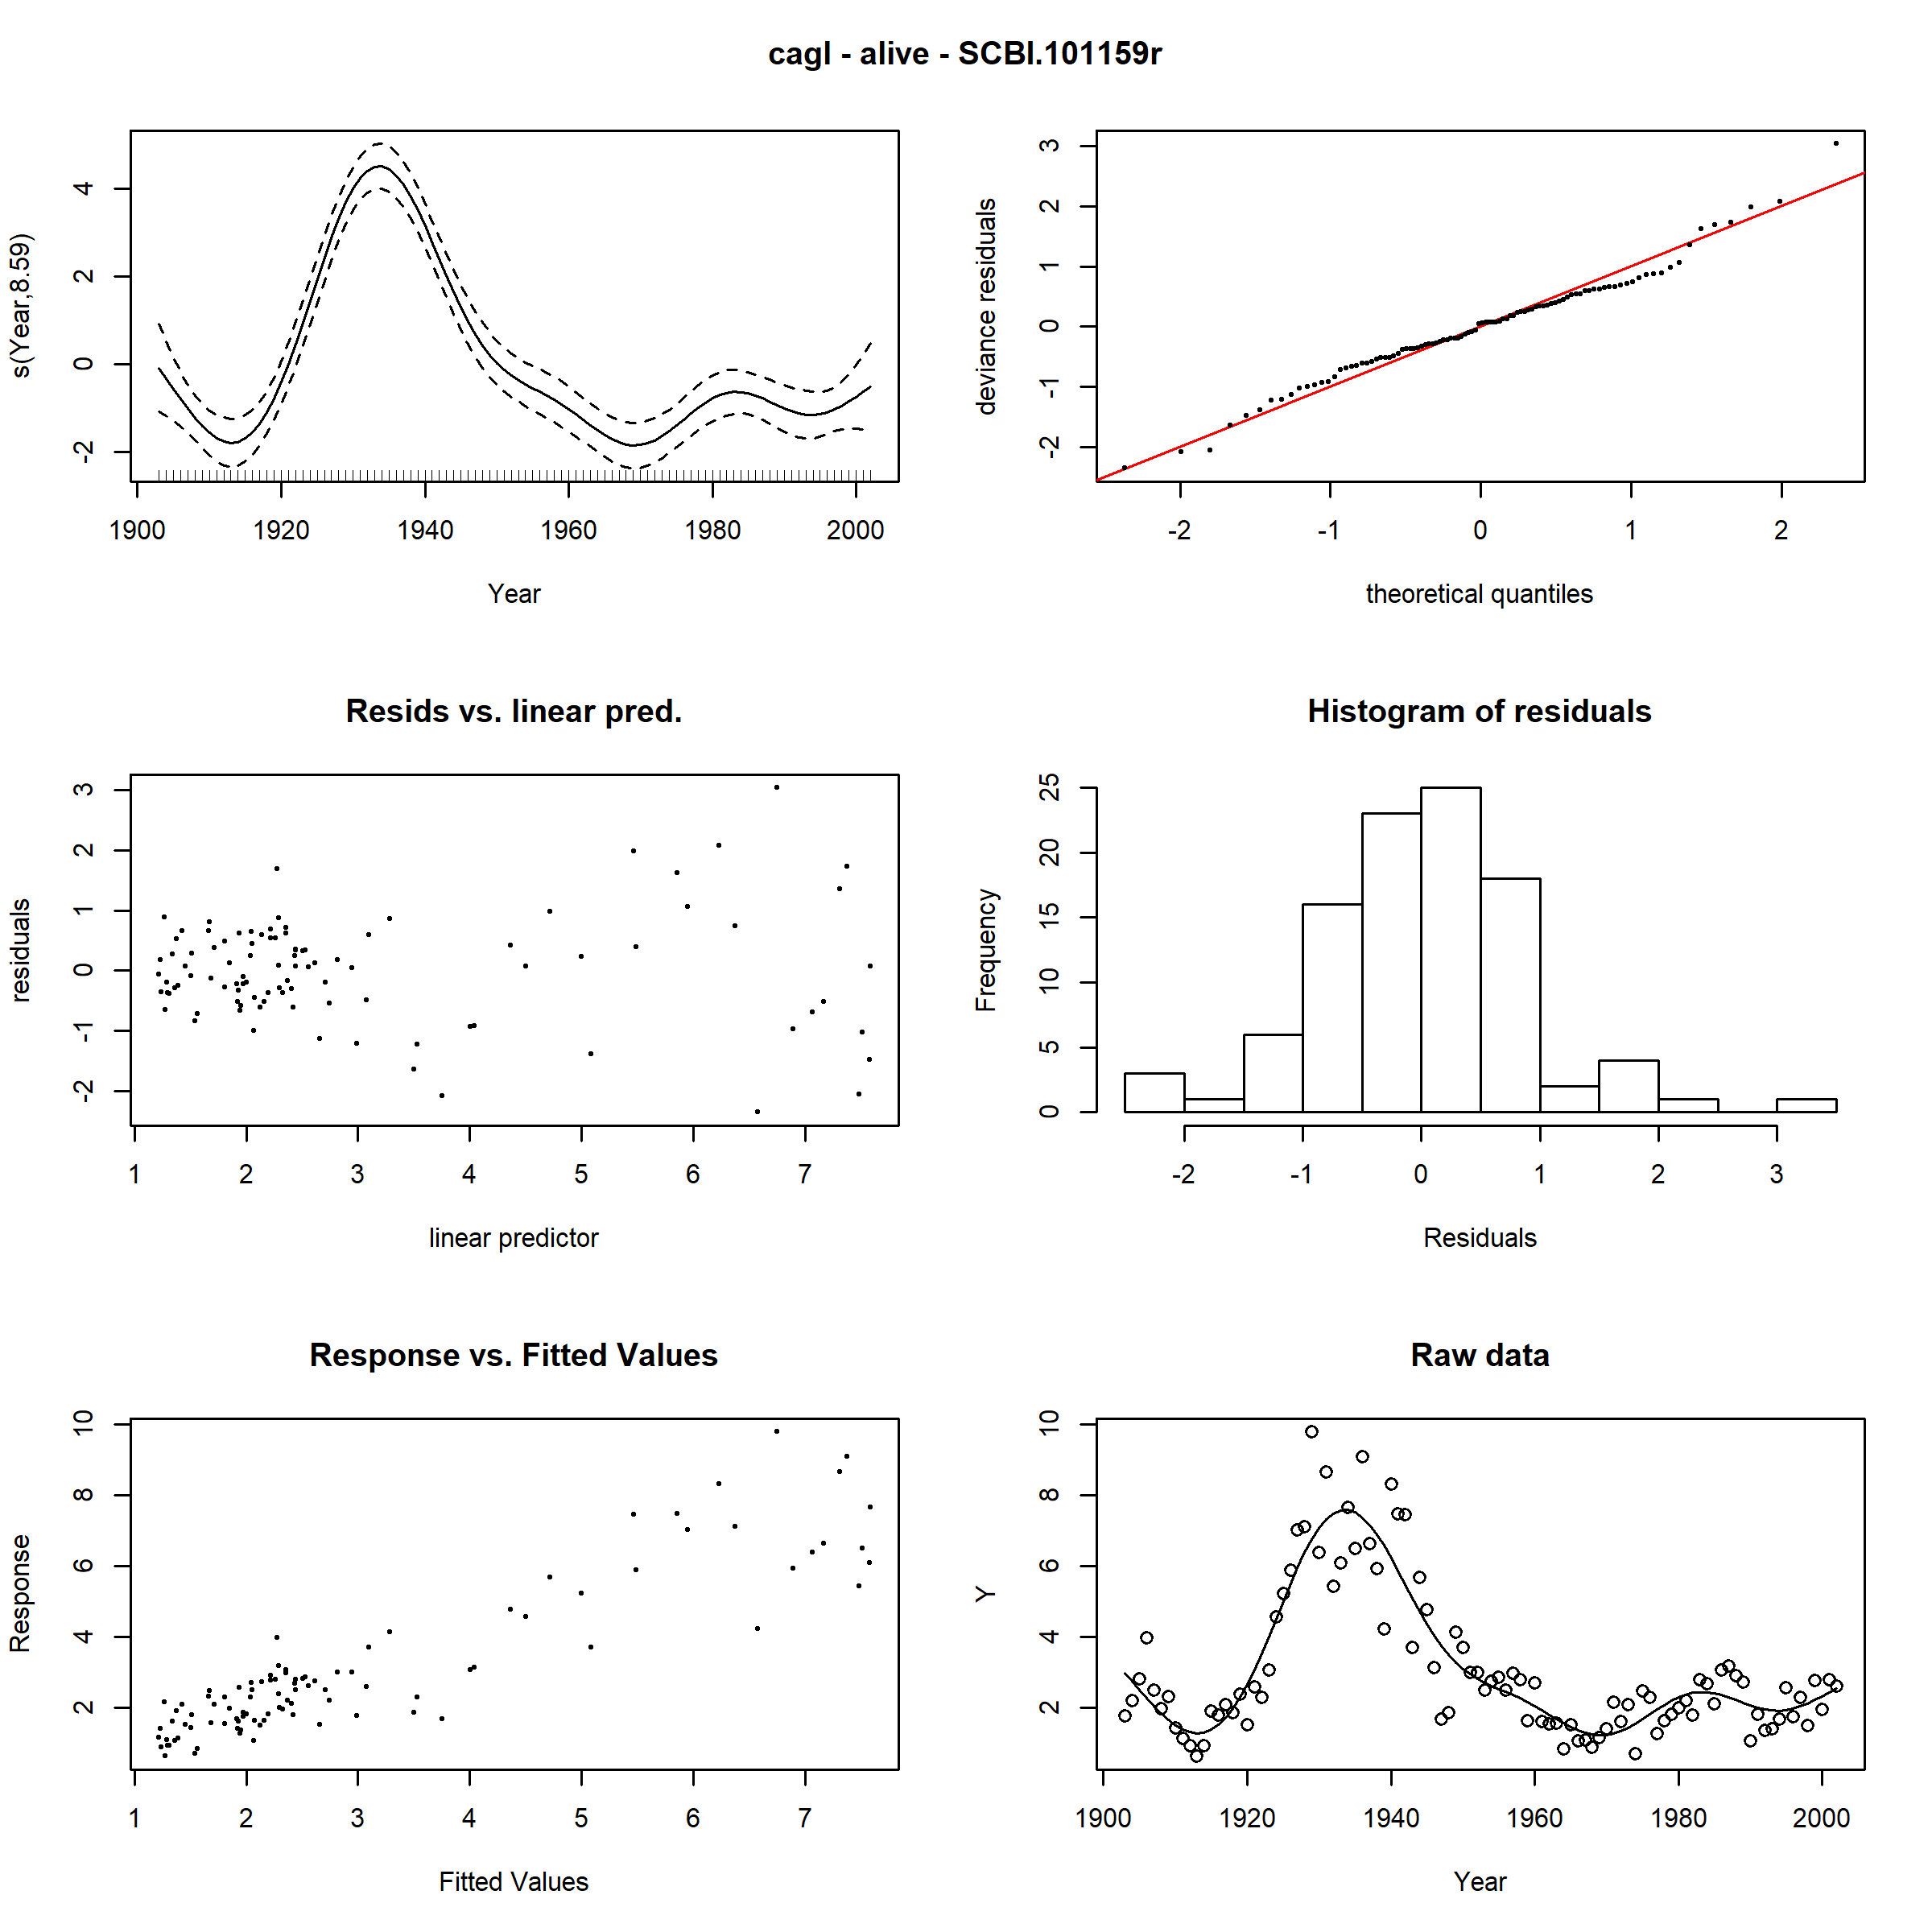 cagl - alive - SCBI.101159r
s(Year,8.59)
4
2
0
-2
1900 1920 1940 1960 1980 2000
Year
deviance residuals
3
2
1
0
-1
-2
-2 -1 0 1 2
theoretical quantiles
Resids vs. linear pred.
residuals
3
2
1
0
-1
-2
1 2 3 4 5 6 7
linear predictor
Histogram of residuals
Frequency
25
20
15
10
5
0
-2 -1 0 1 2 3
Residuals
Response vs. Fitted Values
Response
10
8
6
4
2
1 2 3 4 5 6 7
Fitted Values
Raw data
Y
10
8
6
4
2
1900 1920 1940 1960 1980 2000
Year